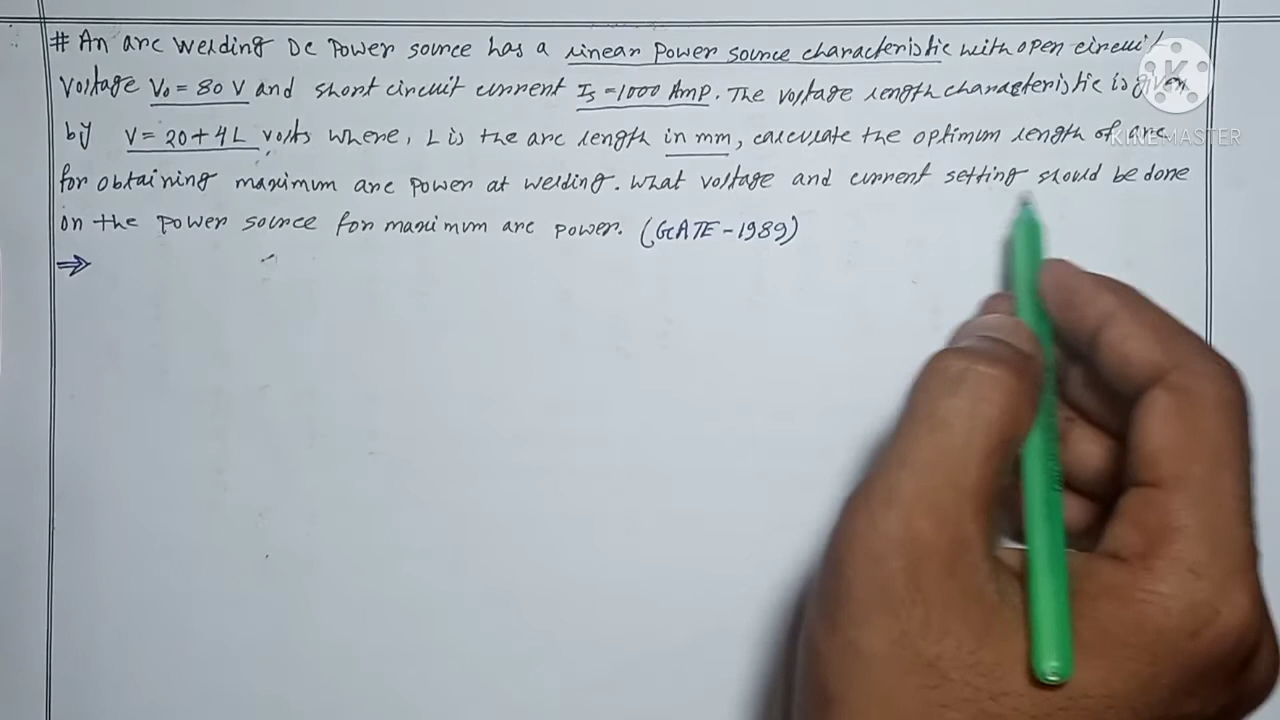 # An arc welding DC power source has a linear power source characteristic with open circuit
voltage V₀ = 80 V and short circuit current Is = 1000 Amp. The voltage length characteristic is given
by V = 20 + 4L volts where, L is the arc length in mm, calculate the optimum length of arc
for obtaining maximum arc power at welding. What voltage and current setting should be done
on the power source for maximum arc power. (GATE - 1989)
⇒
K
KINEMASTER